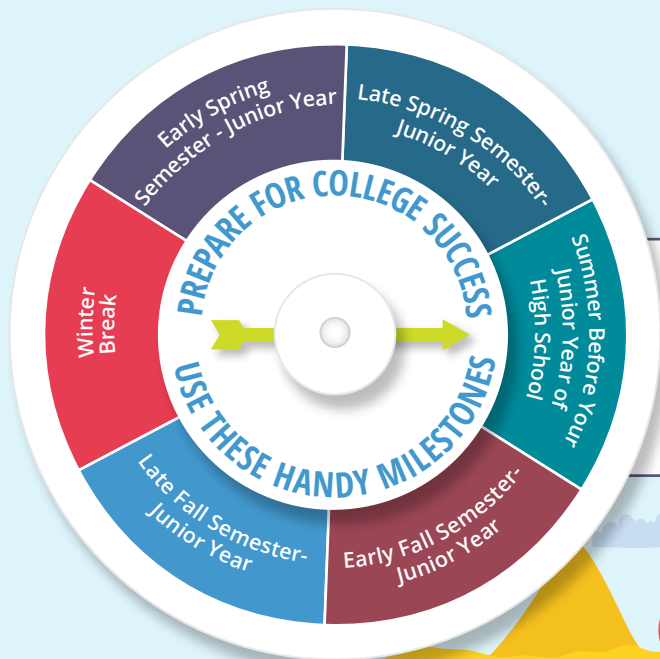 PREPARE FOR COLLEGE SUCCESS
USE THESE HANDY MILESTONES
Summer Before Your
Junior Year of
High School
Early Fall Semester-
Junior Year
Late Fall Semester-
Junior Year
Winter
Break
Early Spring
Semester - Junior Year
Late Spring Semester-
Junior Year